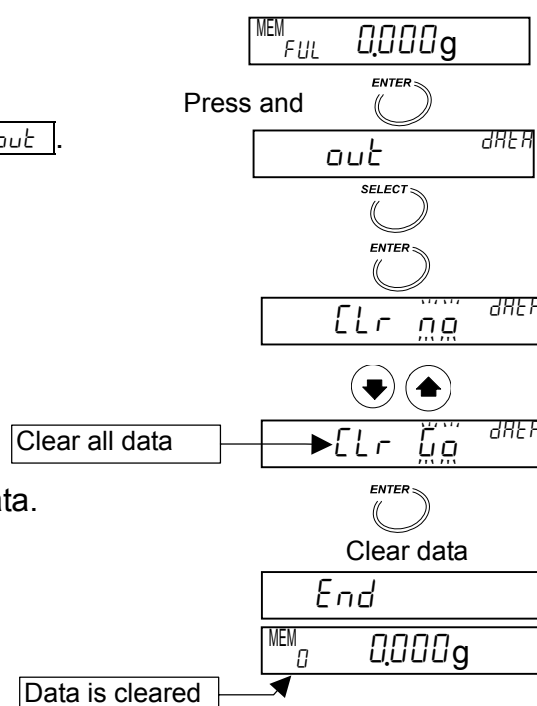 MEM
FUL 0.000g
ENTER
Press and
out .
out dAtA
SELECT
ENTER
CLr no dAtA
Clear all data
CLr Go dAtA
ta.
ENTER
Clear data
End
MEM
0 0.000g
Data is cleared